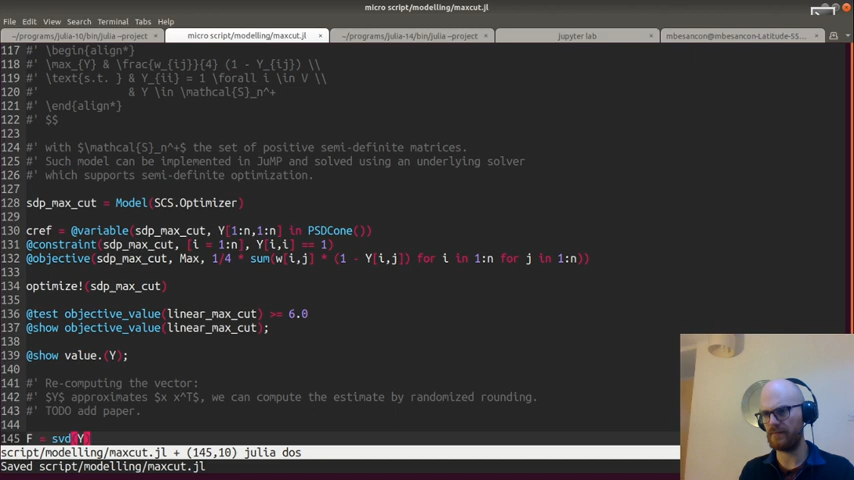 micro script/modelling/maxcut.jl
File Edit View Search Terminal Tabs Help
~/programs/julia-10/bin/julia --project × micro script/modelling/maxcut.jl × ~/programs/julia-14/bin/julia --project × jupyter lab × mbesancon@mbesancon-Latitude-55... ×
117 #' \begin{align*}
118 #' \max_{Y} & \frac{w_{ij}}{4} (1 - Y_{ij}) \\
119 #' \text{s.t. } & Y_{ii} = 1 \forall i \in V \\
120 #' & Y \in \mathcal{S}_n^+
121 #' \end{align*}
122 #' $$
123
124 #' with $\mathcal{S}_n^+$ the set of positive semi-definite matrices.
125 #' Such model can be implemented in JuMP and solved using an underlying solver
126 #' which supports semi-definite optimization.
127
128 sdp_max_cut = Model(SCS.Optimizer)
129
130 cref = @variable(sdp_max_cut, Y[1:n,1:n] in PSDCone())
131 @constraint(sdp_max_cut, [i = 1:n], Y[i,i] == 1)
132 @objective(sdp_max_cut, Max, 1/4 * sum(w[i,j] * (1 - Y[i,j]) for i in 1:n for j in 1:n))
133
134 optimize!(sdp_max_cut)
135
136 @test objective_value(linear_max_cut) >= 6.0
137 @show objective_value(linear_max_cut);
138
139 @show value.(Y);
140
141 #' Re-computing the vector:
142 #' $Y$ approximates $x x^T$, we can compute the estimate by randomized rounding.
143 #' TODO add paper.
144
145 F = svd(Y)
script/modelling/maxcut.jl + (145,10) julia dos
Saved script/modelling/maxcut.jl